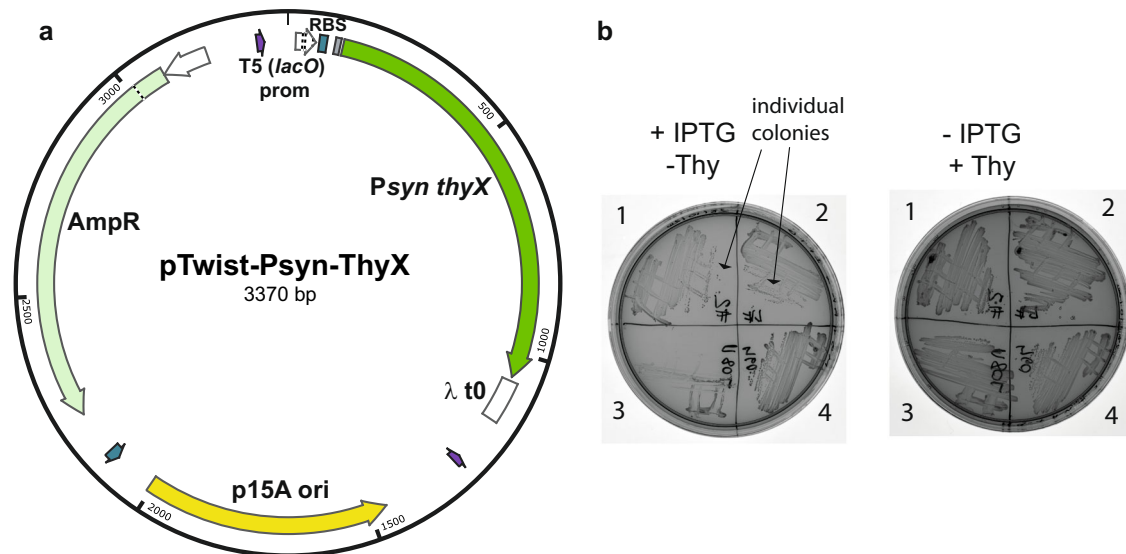 a
RBS
T5 (lacO)
prom
3000
500
Psyn thyX
AmpR
pTwist-Psyn-ThyX
3370 bp
2500
1000
λ t0
p15A ori
2000
1500
b
individual
colonies
+ IPTG
-Thy
- IPTG
+ Thy
1
2
3
4
1
2
3
4